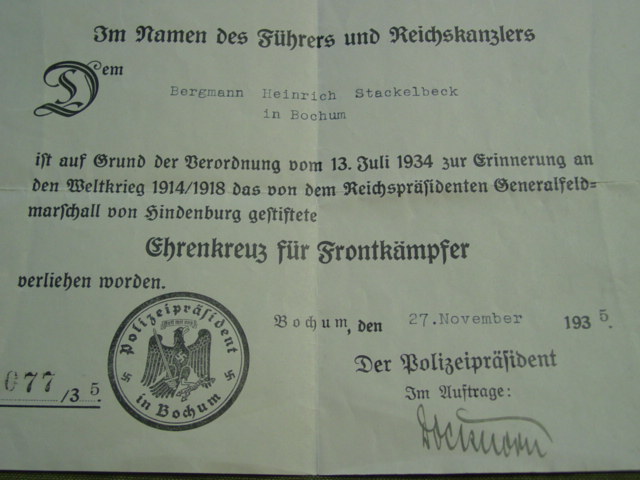 Im Namen des Führers und Reichskanzlers
Dem
Bergmann Heinrich Stackelbeck
in Bochum
ist auf Grund der Verordnung vom 13. Juli 1934 zur Erinnerung an
den Weltkrieg 1914/1918 das von dem Reichspräsidenten Generalfeld=
marschall von Hindenburg gestiftete
Ehrenkreuz für Frontkämpfer
verliehen worden.
Bochum, den 27.November 1935.
Der Polizeipräsident
Im Auftrage:
077/35.
Polizeipräsident
in Bochum